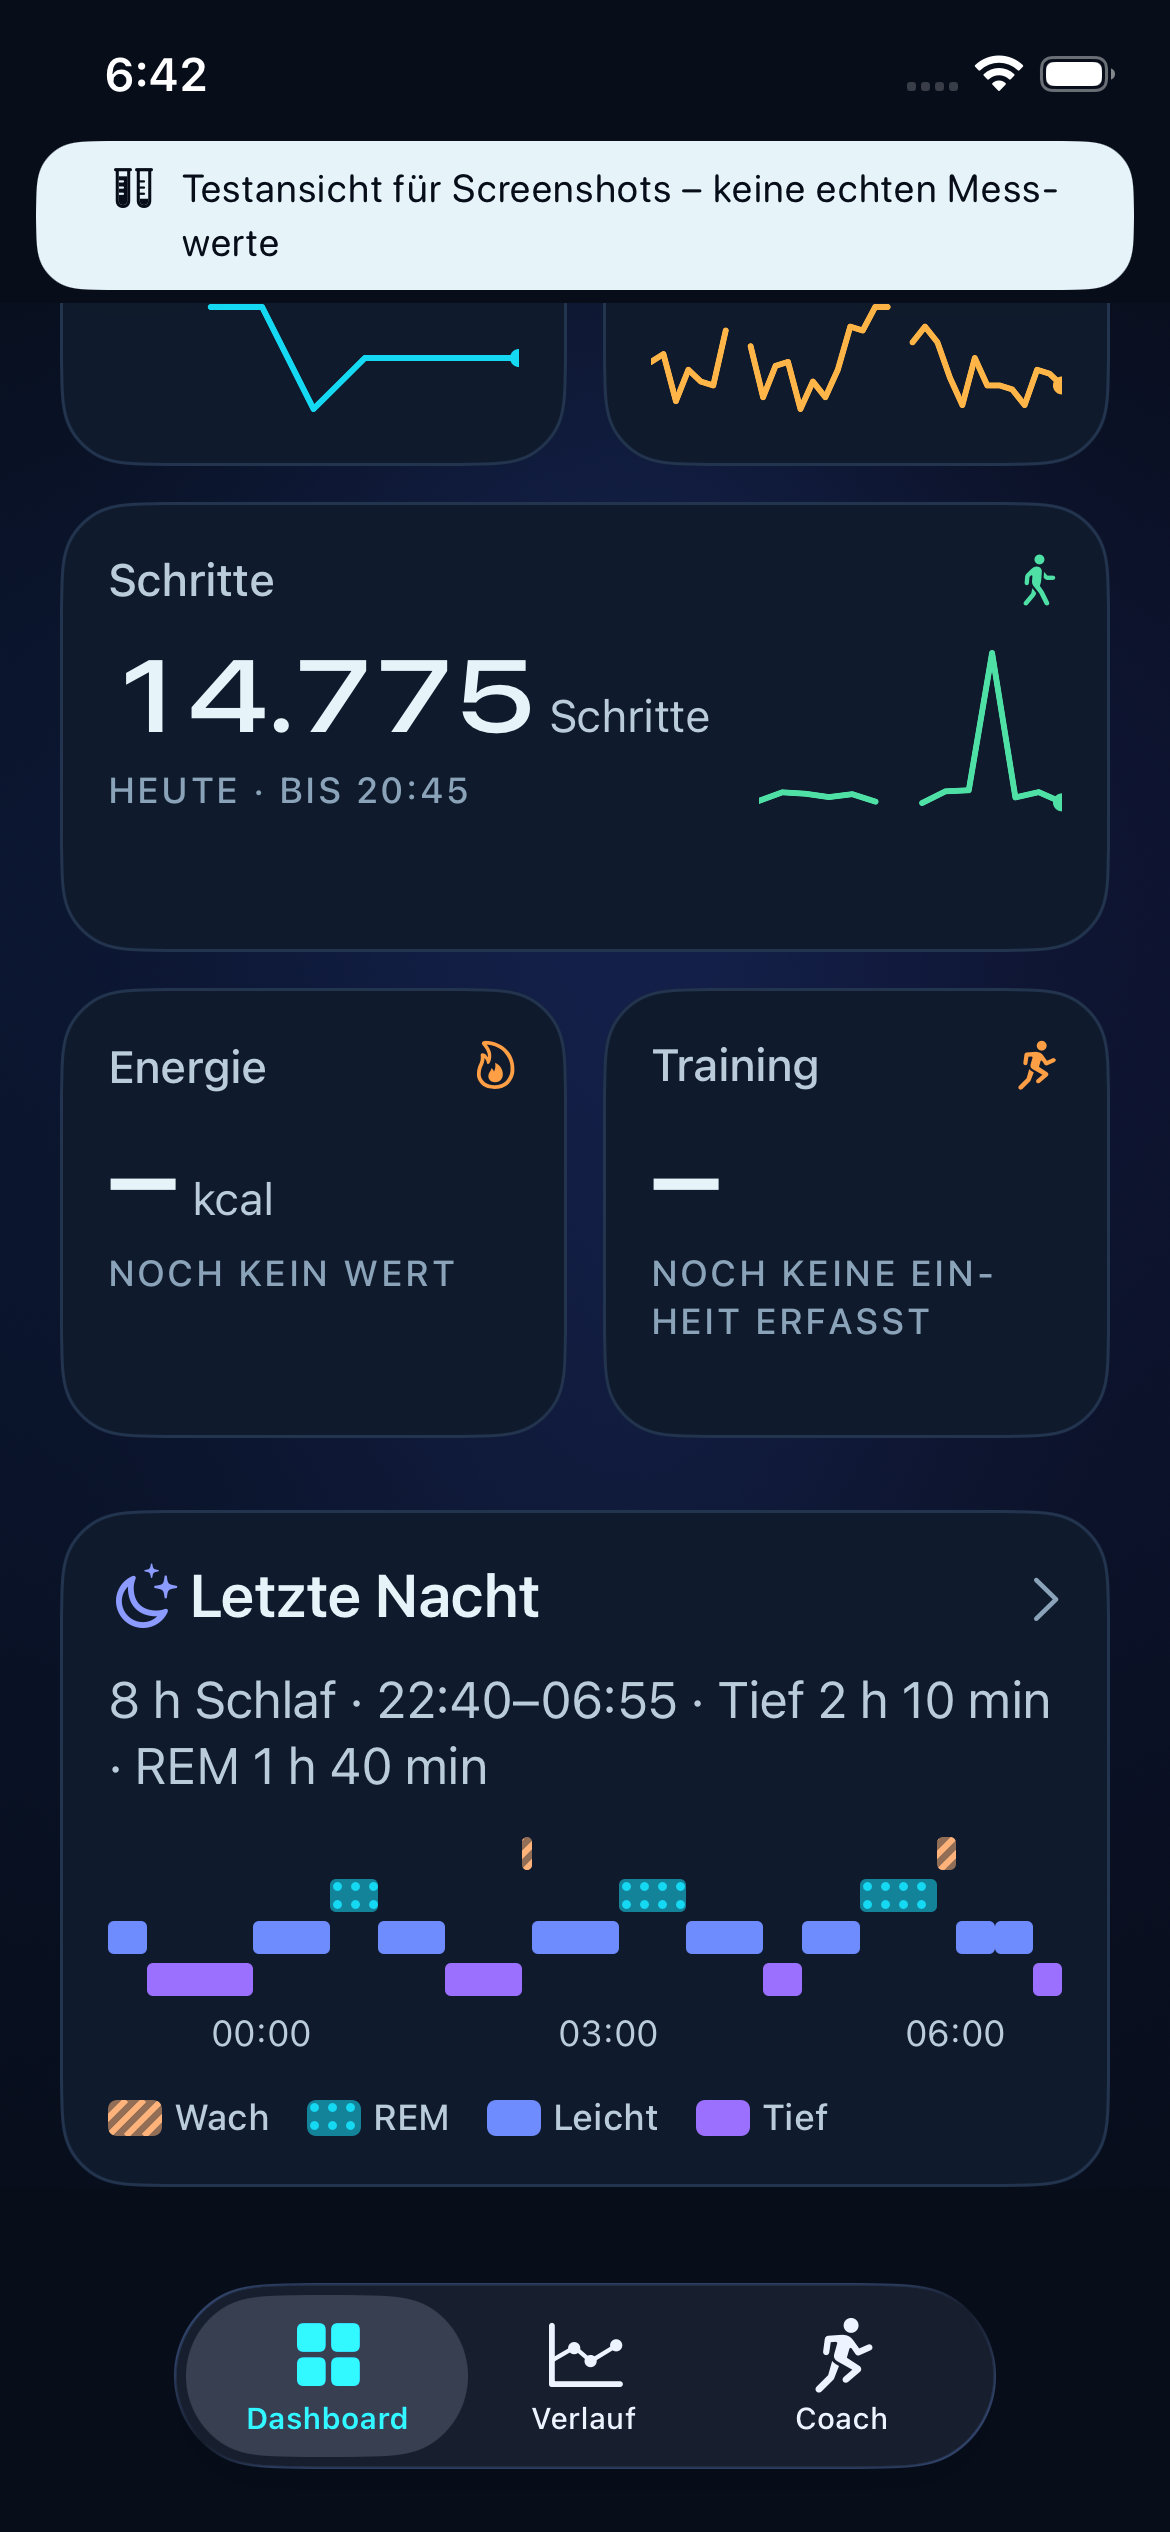 6:42
Testansicht für Screenshots – keine echten Mess-
werte
Schritte
14.775 Schritte
HEUTE · BIS 20:45
Energie
Training
– kcal
–
NOCH KEIN WERT
NOCH KEINE EIN-
HEIT ERFASST
Letzte Nacht
8 h Schlaf · 22:40–06:55 · Tief 2 h 10 min
· REM 1 h 40 min
00:00 03:00 06:00
Wach REM Leicht Tief
Dashboard Verlauf Coach